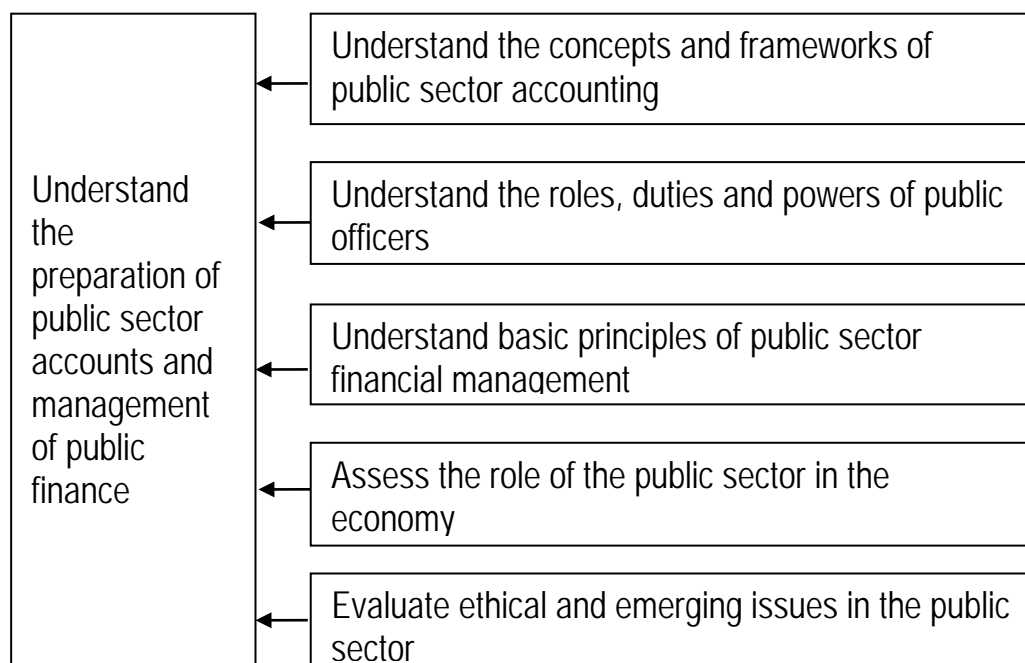 Understand the concepts and frameworks of
public sector accounting
Understand the roles, duties and powers of public
officers
Understand
the
preparation of
public sector
accounts and
management
of public
finance
Understand basic principles of public sector
financial management
Assess the role of the public sector in the
economy
Evaluate ethical and emerging issues in the public
sector